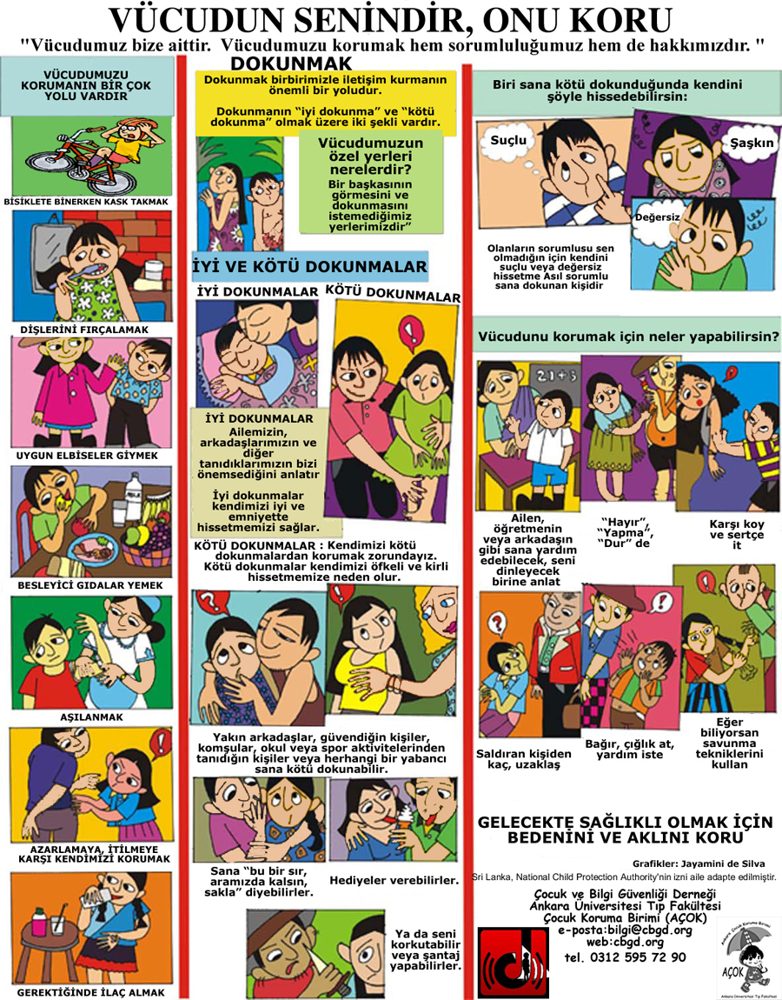 VÜCUDUN SENİNDİR, ONU KORU
"Vücudumuz bize aittir. Vücudumuzu korumak hem sorumluluğumuz hem de hakkımızdır. "
VÜCUDUMUZU
KORUMANIN BİR ÇOK
YOLU VARDIR
BİSİKLETE BİNERKEN KASK TAKMAK
DİŞLERİNİ FIRÇALAMAK
UYGUN ELBİSELER GİYMEK
BESLEYİCİ GIDALAR YEMEK
AŞILANMAK
AZARLAMAYA, İTİLMEYE
KARŞI KENDİMİZİ KORUMAK
GEREKTİĞİNDE İLAÇ ALMAK
DOKUNMAK
Dokunmak birbirimizle iletişim kurmanın
önemli bir yoludur.
Dokunmanın “iyi dokunma” ve “kötü
dokunma” olmak üzere iki şekli vardır.
Vücudumuzun
özel yerleri
nerelerdir?
Bir başkasının
görmesini ve
dokunmasını
istemediğimiz
yerlerimizdir”
İYİ VE KÖTÜ DOKUNMALAR
İYİ DOKUNMALAR
KÖTÜ DOKUNMALAR
!
İYİ DOKUNMALAR
Ailemizin,
arkadaşlarımızın ve
diğer
tanıdıklarımızın bizi
önemsediğini anlatır
İyi dokunmalar
kendimizi iyi ve
emniyette
hissetmemizi sağlar.
KÖTÜ DOKUNMALAR : Kendimizi kötü
dokunmalardan korumak zorundayız.
Kötü dokunmalar kendimizi öfkeli ve kirli
hissetmemize neden olur.
?
!
Yakın arkadaşlar, güvendiğin kişiler,
komşular, okul veya spor aktivitelerinden
tanıdığın kişiler veya herhangi bir yabancı
sana kötü dokunabilir.
Sana “bu bir sır,
aramızda kalsın,
sakla” diyebilirler.
Hediyeler verebilirler.
Ya da seni
korkutabilir
veya şantaj
yapabilirler.
Biri sana kötü dokunduğunda kendini
şöyle hissedebilirsin:
Suçlu
Şaşkın
Değersiz
Olanların sorumlusu sen
olmadığın için kendini
suçlu veya değersiz
hissetme Asıl sorumlu
sana dokunan kişidir
Vücudunu korumak için neler yapabilirsin?
21+3
!
Ailen,
öğretmenin
veya arkadaşın
gibi sana yardım
edebilecek, seni
dinleyecek
birine anlat
“Hayır”,
“Yapma”,
“Dur” de
Karşı koy
ve sertçe
it
?
!
!
Saldıran kişiden
kaç, uzaklaş
Bağır, çığlık at,
yardım iste
Eğer
biliyorsan
savunma
tekniklerini
kullan
GELECEKTE SAĞLIKLI OLMAK İÇİN
BEDENİNİ VE AKLINI KORU
Grafikler: Jayamini de Silva
Sri Lanka, National Child Protection Authority'nin izni aile adapte edilmiştir.
Çocuk ve Bilgi Güvenliği Derneği
Ankara Üniversitesi Tıp Fakültesi
Çocuk Koruma Birimi (AÇOK)
e-posta:bilgi@cbgd.org
web:cbgd.org
tel. 0312 595 72 90
Ankara Çocuk Koruma Birimi
AÇOK
Ankara Üniversitesi Tıp Fakültesi